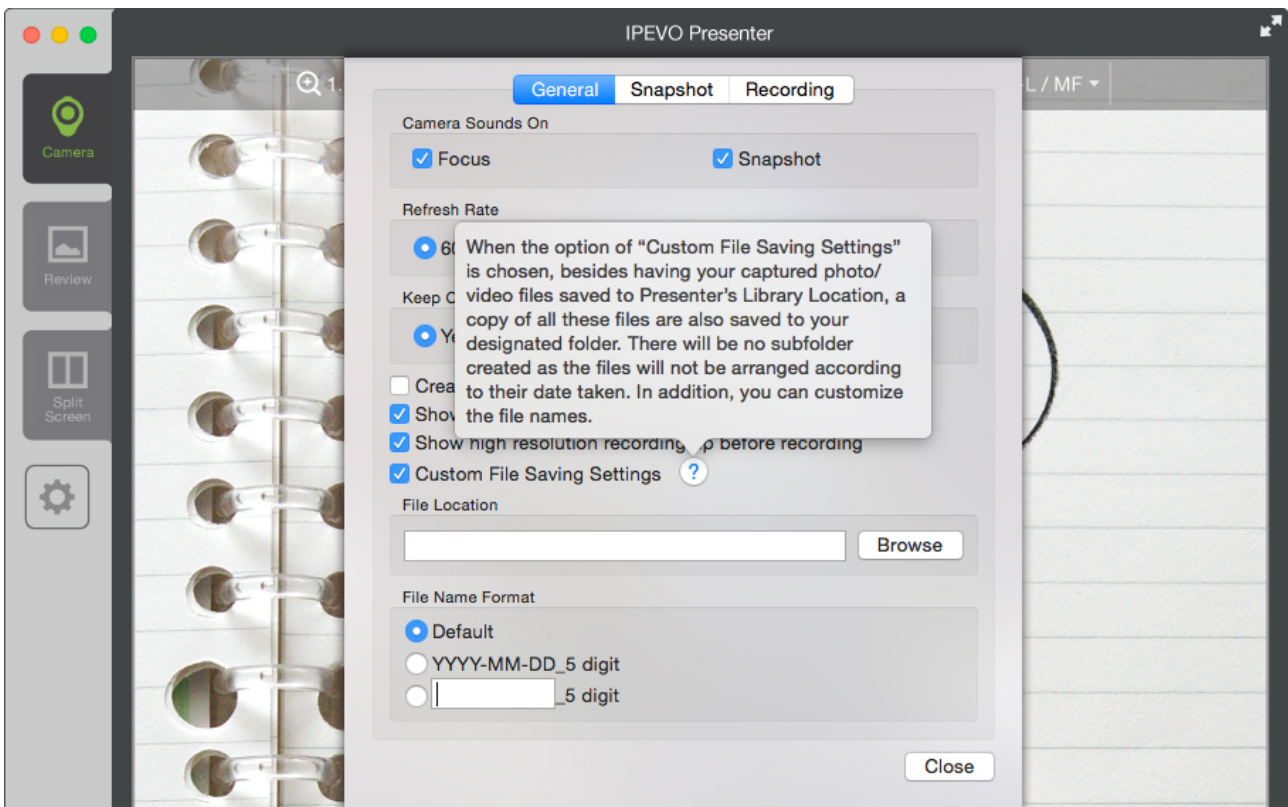 IPEVO Presenter
1.
L / MF
General Snapshot Recording
Camera Sounds On
Focus Snapshot
Camera
Refresh Rate
60
When the option of “Custom File Saving Settings”
is chosen, besides having your captured photo/
video files saved to Presenter’s Library Location, a
copy of all these files are also saved to your
designated folder. There will be no subfolder
created as the files will not be arranged according
to their date taken. In addition, you can customize
the file names.
Review
Keep
Split
Screen
Show
Show high resolution recording before recording
Custom File Saving Settings ?
File Location
Browse
File Name Format
Default
YYYY-MM-DD_5 digit
_5 digit
Close